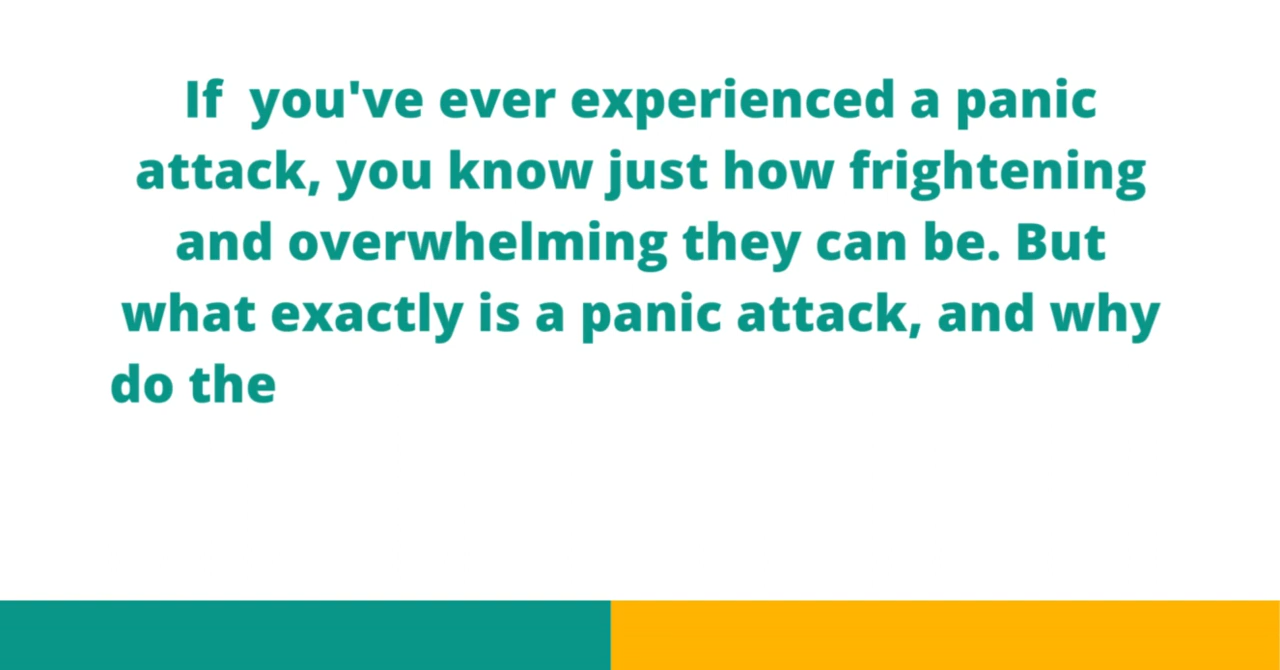 If  you've ever experienced a panic
attack, you know just how frightening
and overwhelming they can be. But
what exactly is a panic attack, and why
do the